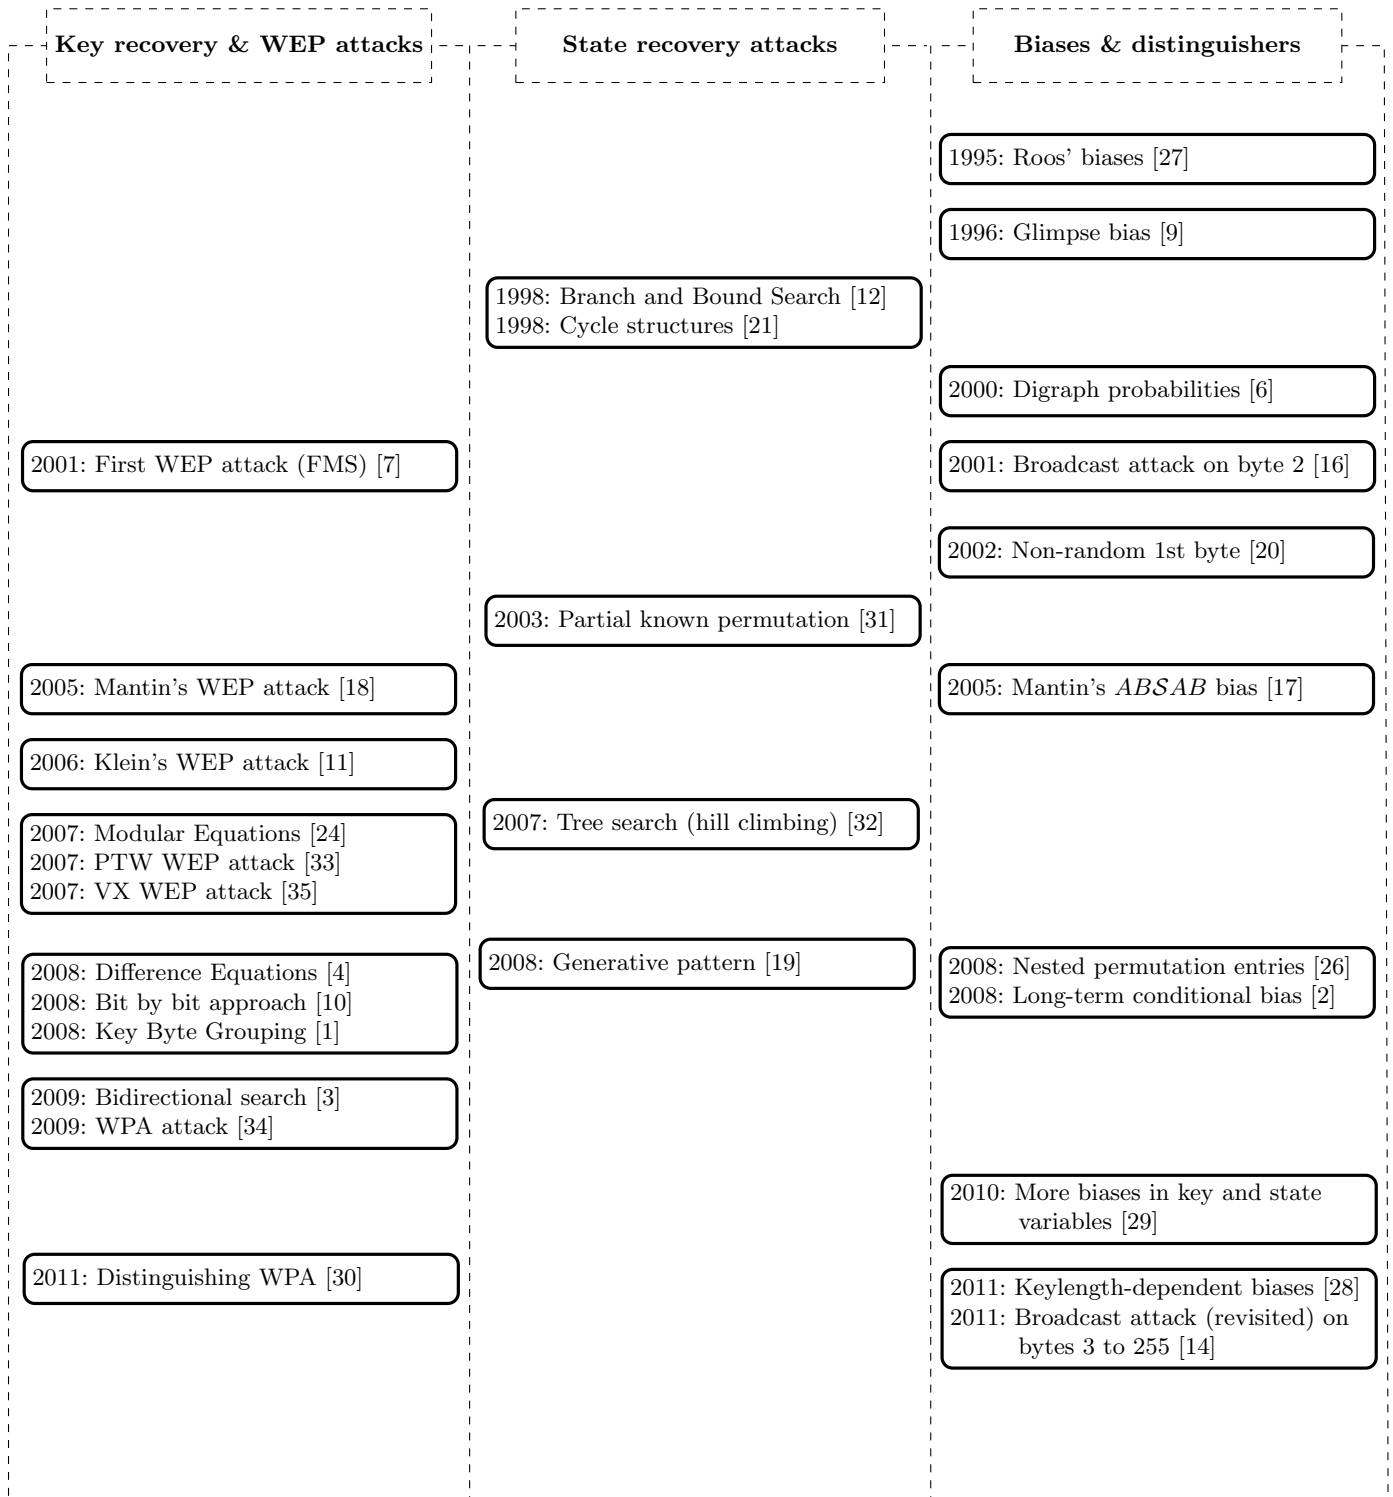 Key recovery & WEP attacks
State recovery attacks
Biases & distinguishers
1995: Roos' biases [27]
1996: Glimpse bias [9]
1998: Branch and Bound Search [12]
1998: Cycle structures [21]
2000: Digraph probabilities [6]
2001: First WEP attack (FMS) [7]
2001: Broadcast attack on byte 2 [16]
2002: Non-random 1st byte [20]
2003: Partial known permutation [31]
2005: Mantin's WEP attack [18]
2005: Mantin's ABSAB bias [17]
2006: Klein's WEP attack [11]
2007: Modular Equations [24]
2007: PTW WEP attack [33]
2007: VX WEP attack [35]
2007: Tree search (hill climbing) [32]
2008: Difference Equations [4]
2008: Bit by bit approach [10]
2008: Key Byte Grouping [1]
2008: Generative pattern [19]
2008: Nested permutation entries [26]
2008: Long-term conditional bias [2]
2009: Bidirectional search [3]
2009: WPA attack [34]
2010: More biases in key and state
variables [29]
2011: Distinguishing WPA [30]
2011: Keylength-dependent biases [28]
2011: Broadcast attack (revisited) on
bytes 3 to 255 [14]